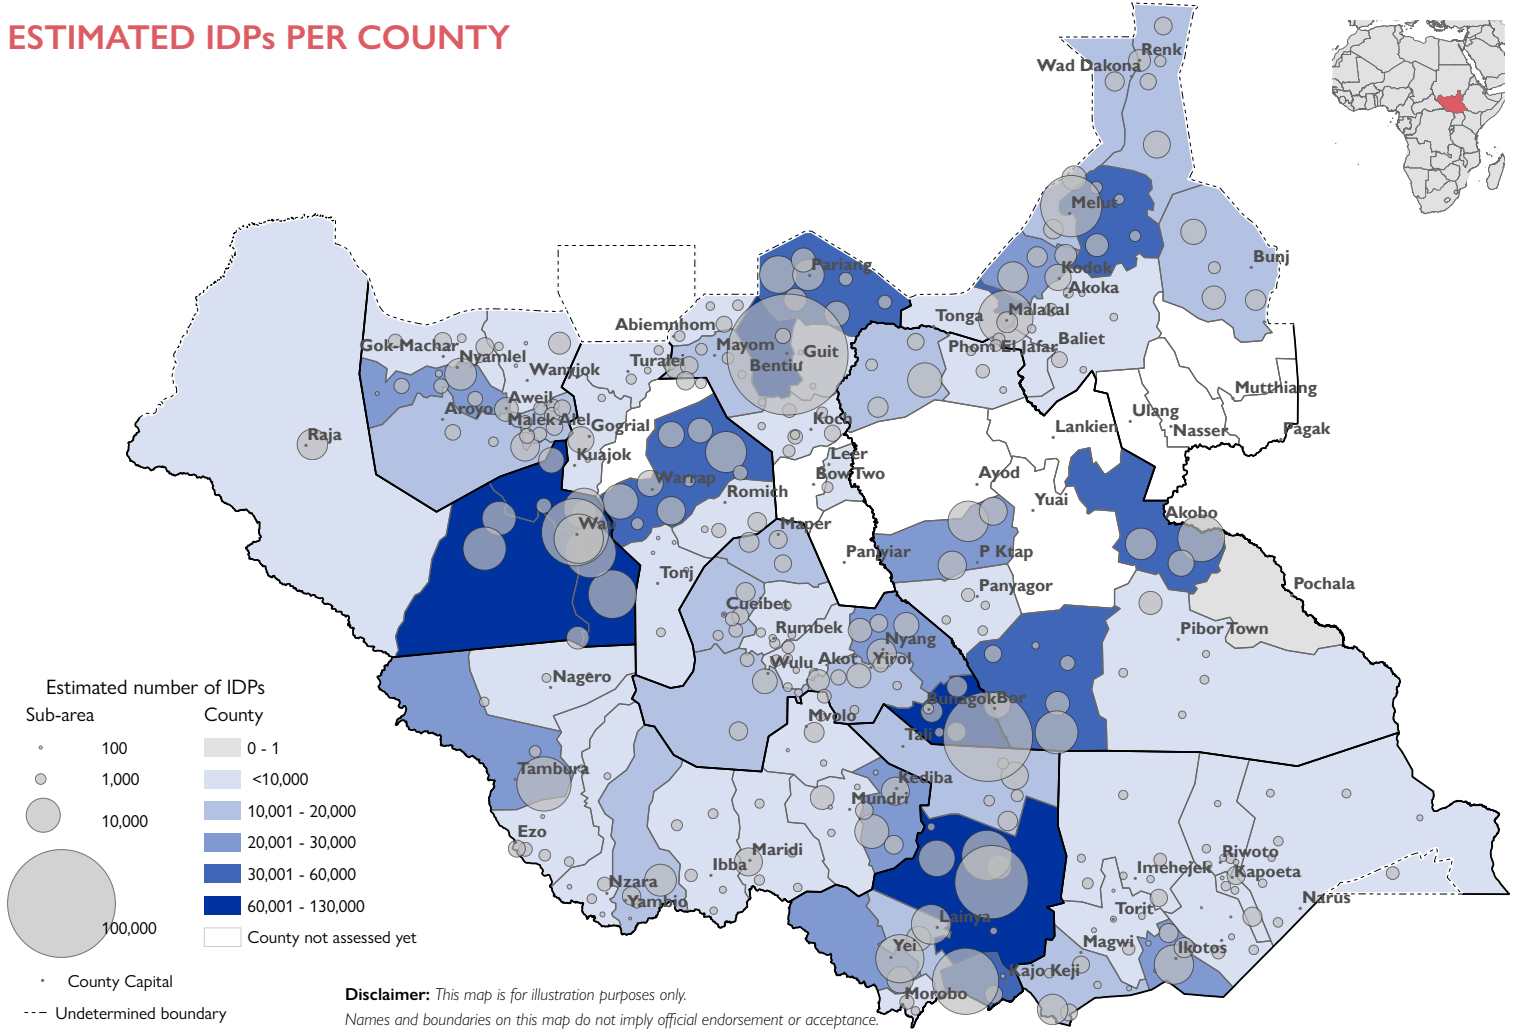 ESTIMATED IDPs PER COUNTY
Renk
Wad Dakona
Melut
Bunj
Pariang
Kodok
Akoka
Abiemnhom
Tonga
Malakal
Gok-Machar
Nyamlel
Wanyjok
Turalei
Mayom
Bentiu
Guit
Phom El Jafar
Baliet
Mutthiang
Aroyo
Aweil
Malek Alel
Gogrial
Koch
Ulang
Lankien
Nasser
Pagak
Raja
Kuajok
Leer
Bow Two
Warrap
Romich
Ayod
Yuai
Akobo
Wau
Maper
Panyiar
P Ktap
Tonj
Panyagor
Pochala
Cueibet
Rumbek
Nyang
Pibor Town
Wulu
Akot
Yirol
Nagero
Bunagok
Bor
Mvolo
Tali
Tambura
Kediba
Mundri
Ezo
Maridi
Ibba
Riwoto
Imehejek
Kapoeta
Nzara
Yambio
Narus
Lainya
Torit
Yei
Magwi
Ikotos
Kajo Keji
Morobo
Estimated number of IDPs
Sub-area
County
100
1,000
10,000
100,000
0 - 1
<10,000
10,001 - 20,000
20,001 - 30,000
30,001 - 60,000
60,001 - 130,000
County not assessed yet
County Capital
Undetermined boundary
Disclaimer: This map is for illustration purposes only.
Names and boundaries on this map do not imply official endorsement or acceptance.